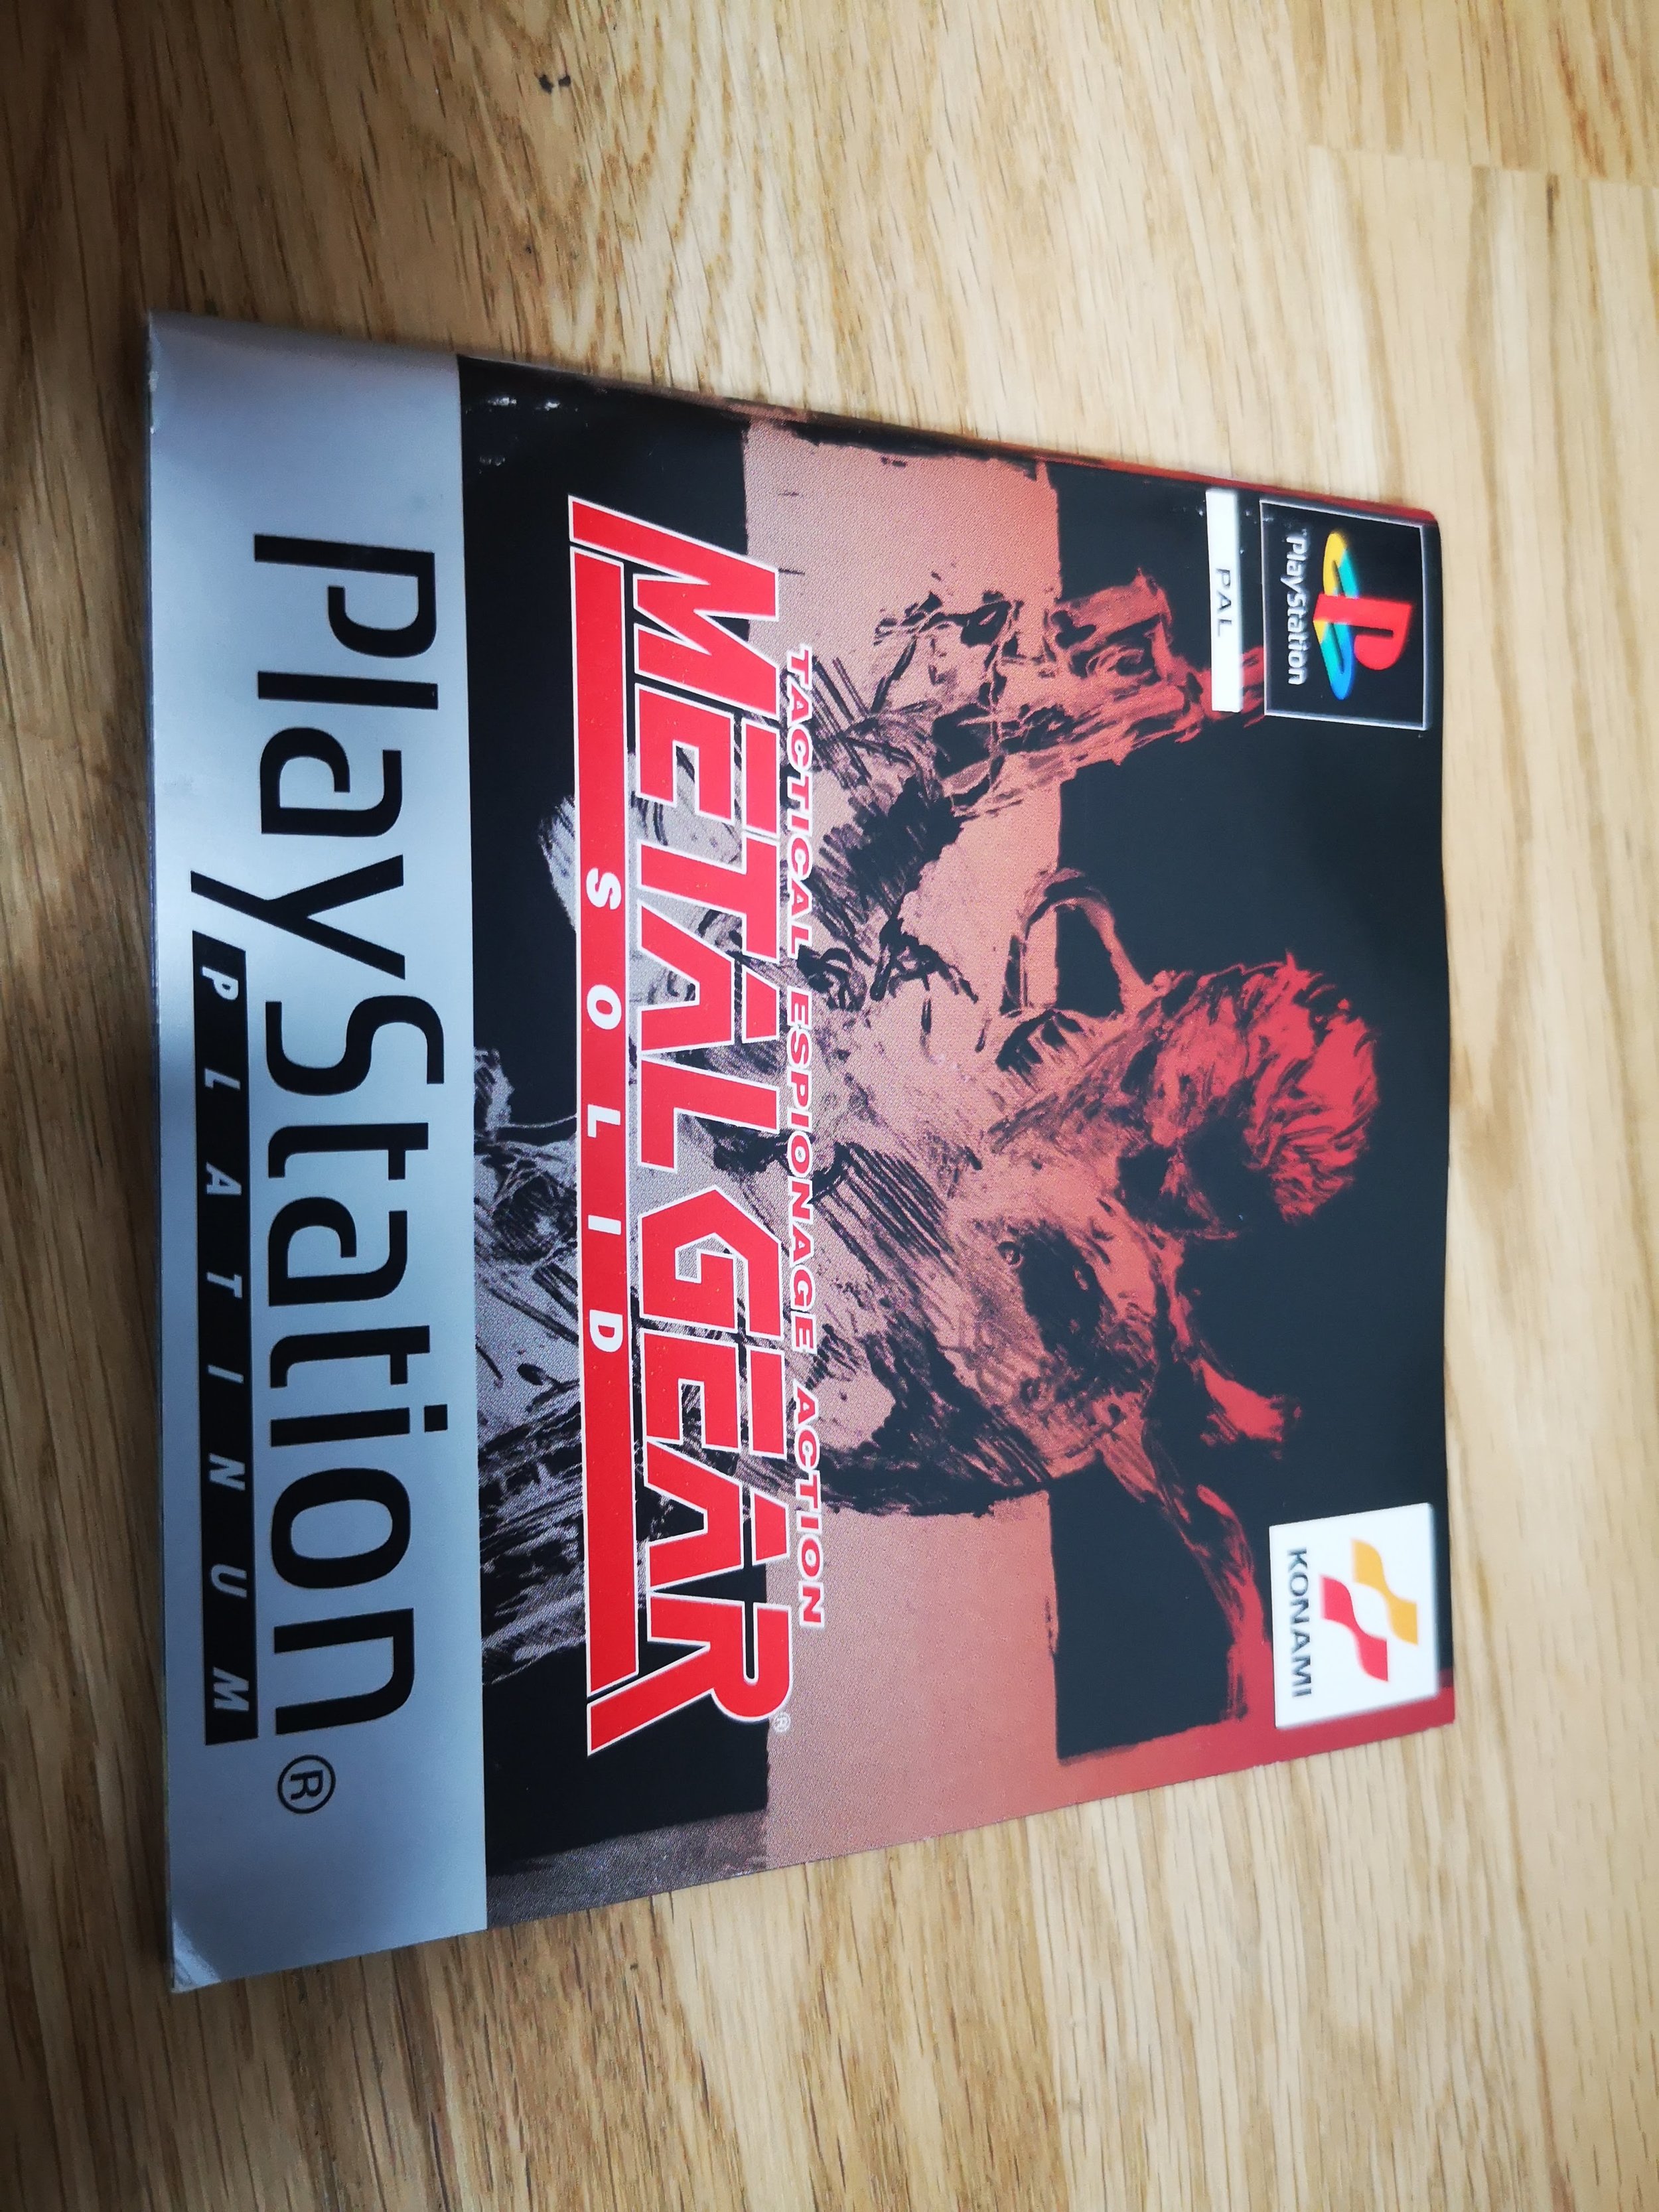 PlayStation
PAL
KONAMI
TACTICAL ESPIONAGE ACTION
METAL GEAR®
SOLID
PlayStation®
PLATINUM